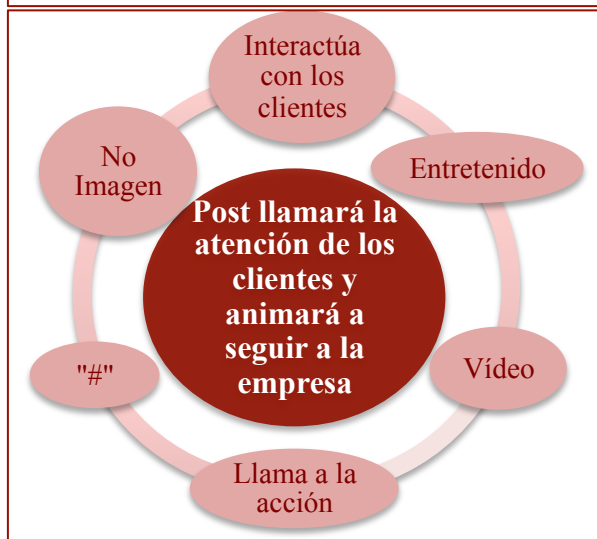 Interactúa
con los
clientes
Entretenido
Vídeo
Llama a la
acción
"#"
No
Imagen
Post llamará la
atención de los
clientes y
animará a
seguir a la
empresa